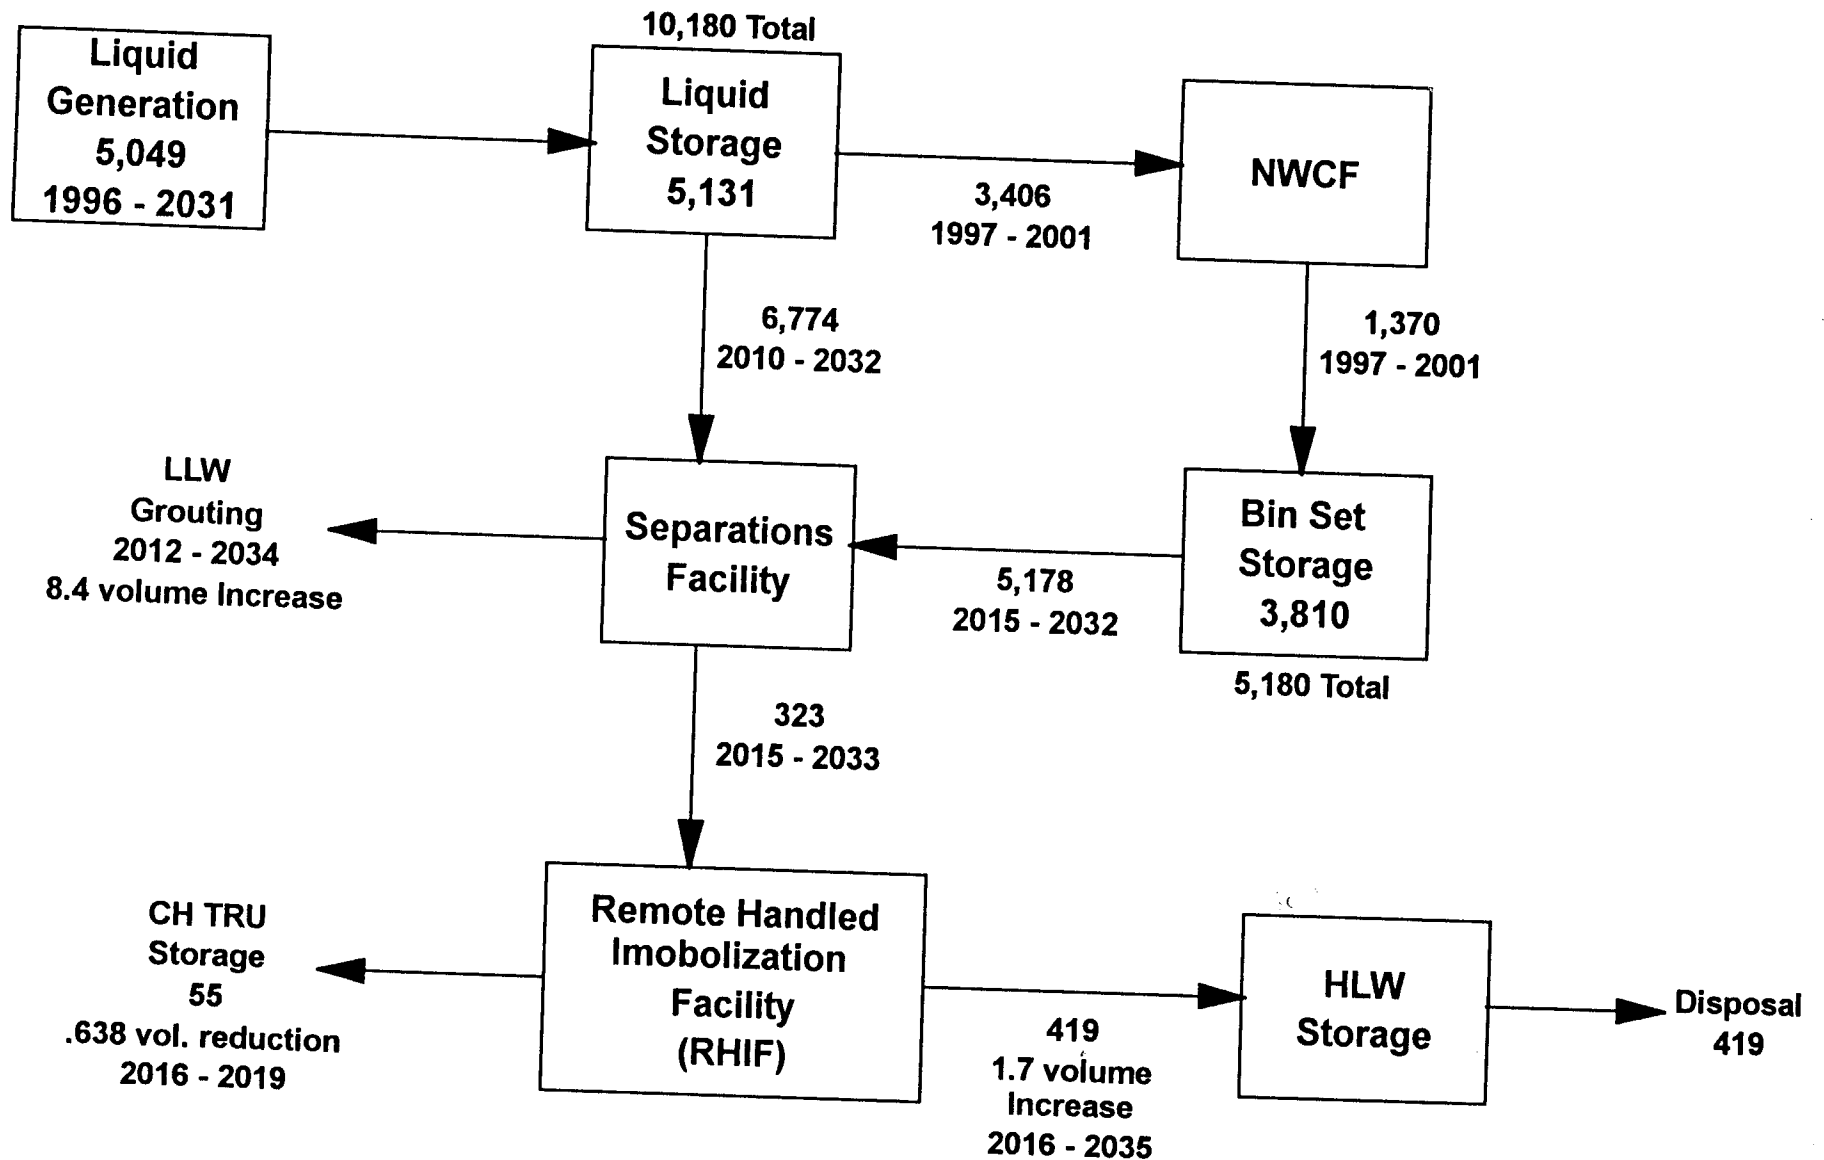 10,180 Total
Liquid
Generation
5,049
1996 - 2031
Liquid
Storage
5,131
3,406
1997 - 2001
NWCF
6,774
2010 - 2032
1,370
1997 - 2001
LLW
Grouting
2012 - 2034
8.4 volume Increase
Separations
Facility
5,178
2015 - 2032
Bin Set
Storage
3,810
5,180 Total
323
2015 - 2033
CH TRU
Storage
55
.638 vol. reduction
2016 - 2019
Remote Handled
Imobolization
Facility
(RHIF)
419
1.7 volume
Increase
2016 - 2035
HLW
Storage
Disposal
419